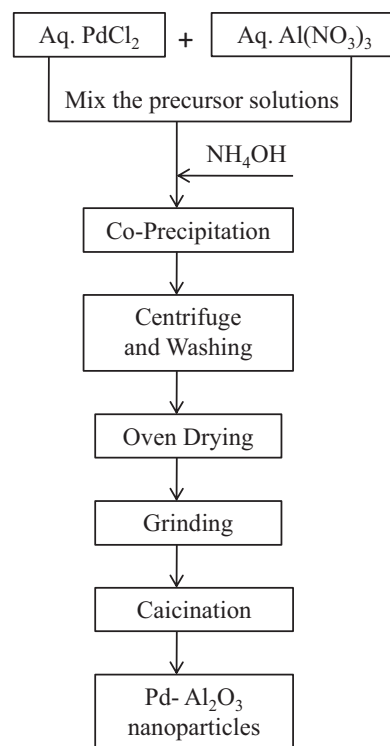 Aq. PdCl₂ + Aq. Al(NO₃)₃
Mix the precursor solutions
NH₄OH
Co-Precipitation
Centrifuge
and Washing
Oven Drying
Grinding
Caicination
Pd- Al₂O₃
nanoparticles